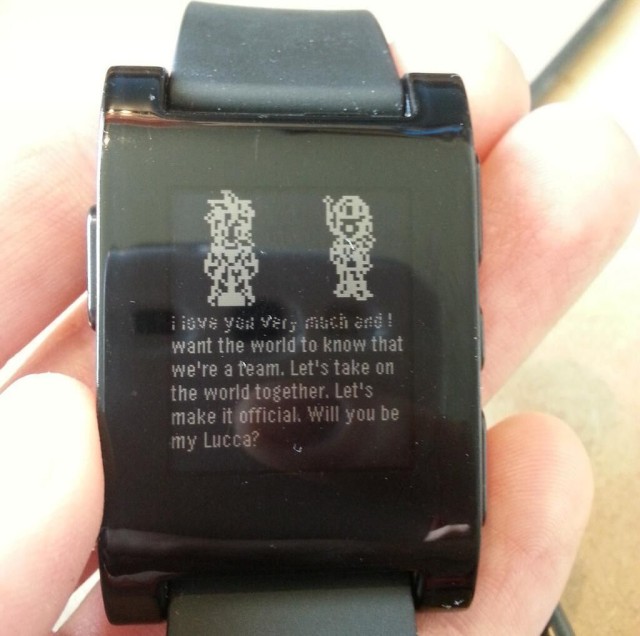 i love you very much and I
want the world to know that
we're a team. Let's take on
the world together. Let's
make it official. Will you be
my Lucca?